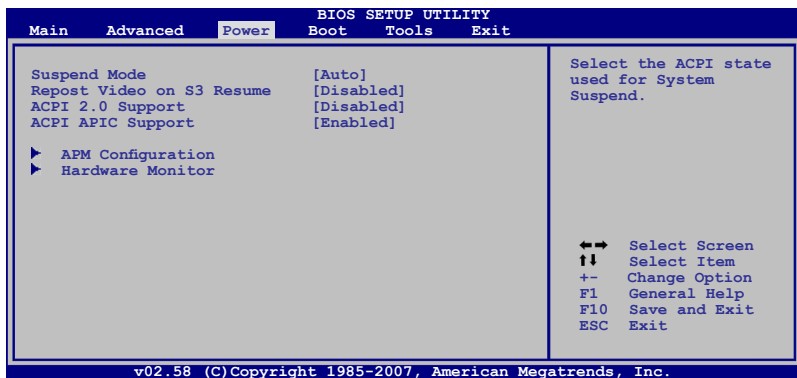 BIOS SETUP UTILITY
Main Advanced Power Boot Tools Exit
Suspend Mode [Auto]
Repost Video on S3 Resume [Disabled]
ACPI 2.0 Support [Disabled]
ACPI APIC Support [Enabled]
APM Configuration
Hardware Monitor
Select the ACPI state
used for System
Suspend.
←→ Select Screen
↑↓ Select Item
+- Change Option
F1 General Help
F10 Save and Exit
ESC Exit
v02.58 (C)Copyright 1985-2007, American Megatrends, Inc.